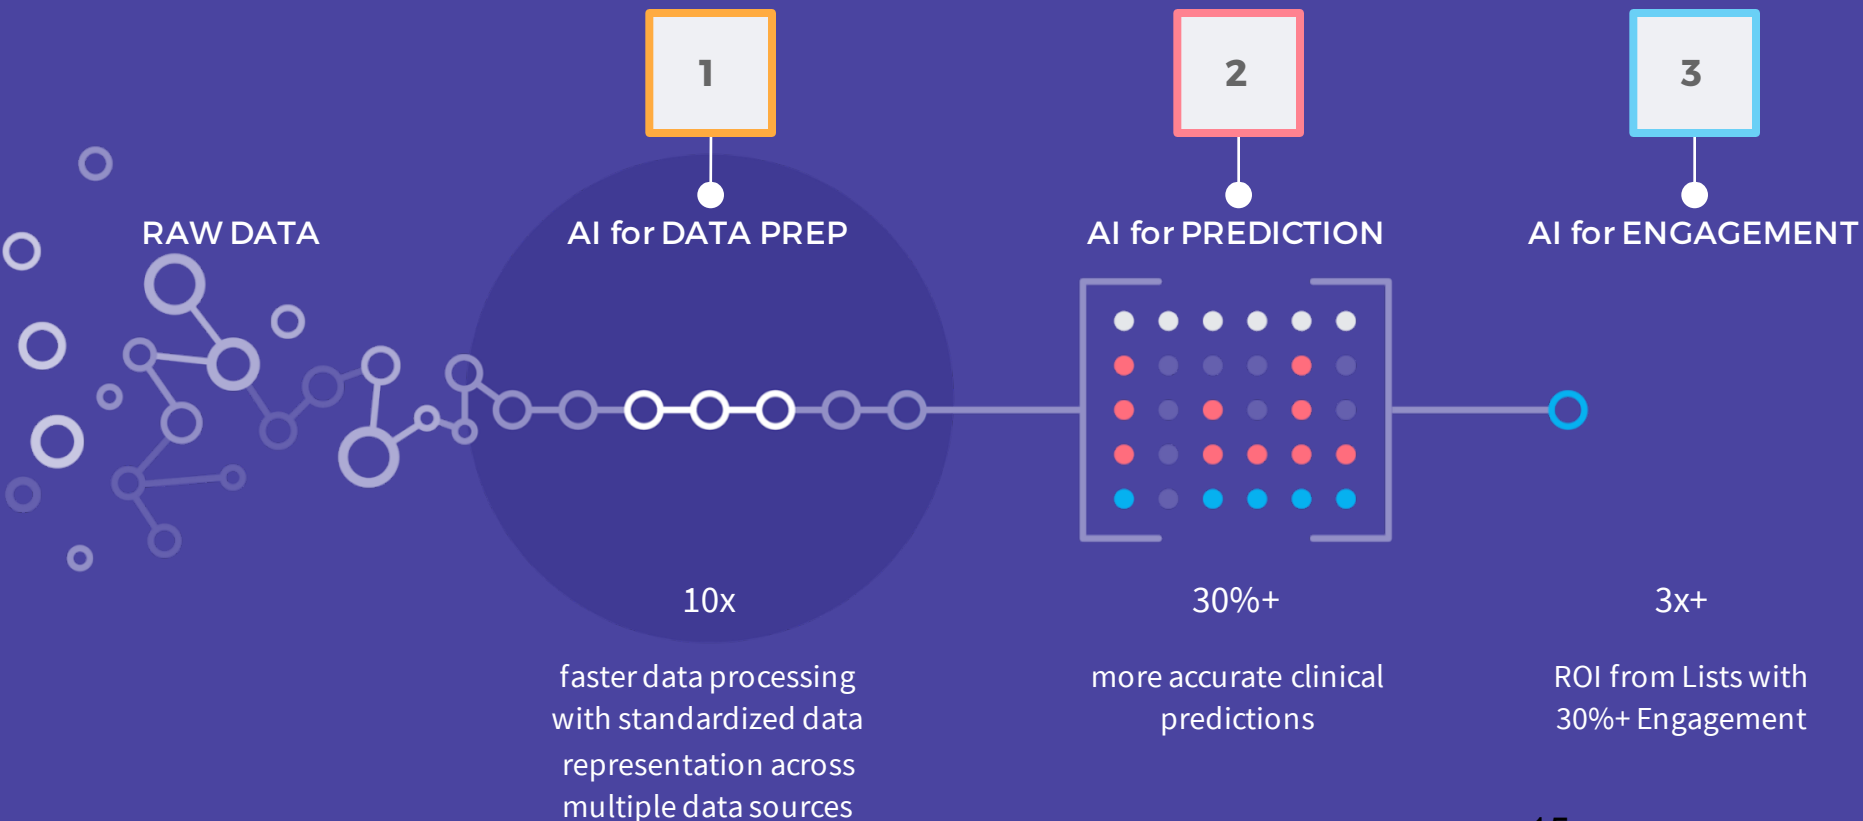 1
2
3
RAW DATA
AI for DATA PREP
AI for PREDICTION
AI for ENGAGEMENT
10x
faster data processing
with standardized data
representation across
multiple data sources
30%+
more accurate clinical
predictions
3x+
ROI from Lists with
30%+ Engagement